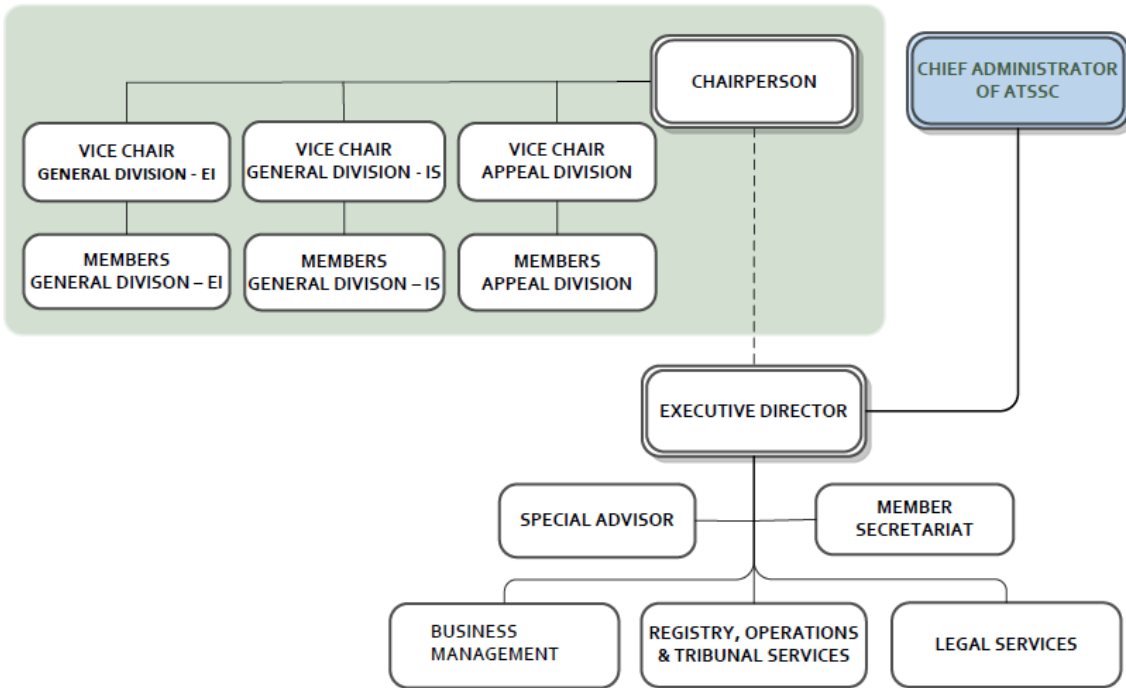 CHAIRPERSON
CHIEF ADMINISTRATOR
OF ATSSC
VICE CHAIR
GENERAL DIVISION - EI
VICE CHAIR
GENERAL DIVISION - IS
VICE CHAIR
APPEAL DIVISION
MEMBERS
GENERAL DIVISON – EI
MEMBERS
GENERAL DIVISON – IS
MEMBERS
APPEAL DIVISION
EXECUTIVE DIRECTOR
SPECIAL ADVISOR
MEMBER
SECRETARIAT
BUSINESS
MANAGEMENT
REGISTRY, OPERATIONS
& TRIBUNAL SERVICES
LEGAL SERVICES